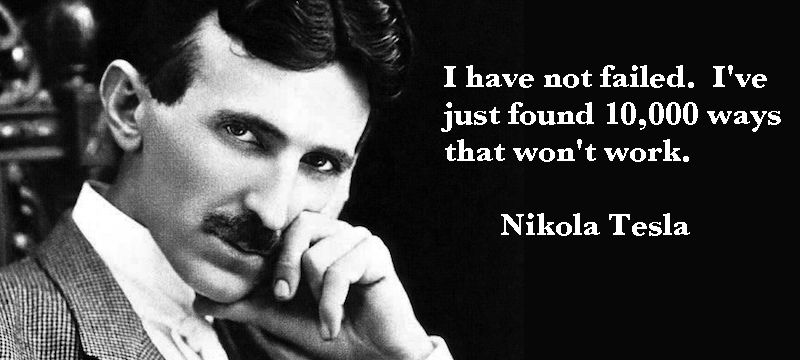 I have not failed.  I've
just found 10,000 ways
that won't work.
Nikola Tesla